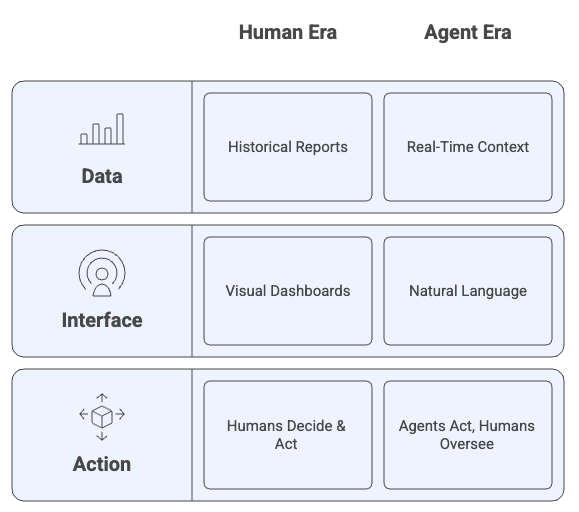 Human Era
Agent Era
Data
Historical Reports
Real-Time Context
Interface
Visual Dashboards
Natural Language
Action
Humans Decide &
Act
Agents Act, Humans
Oversee